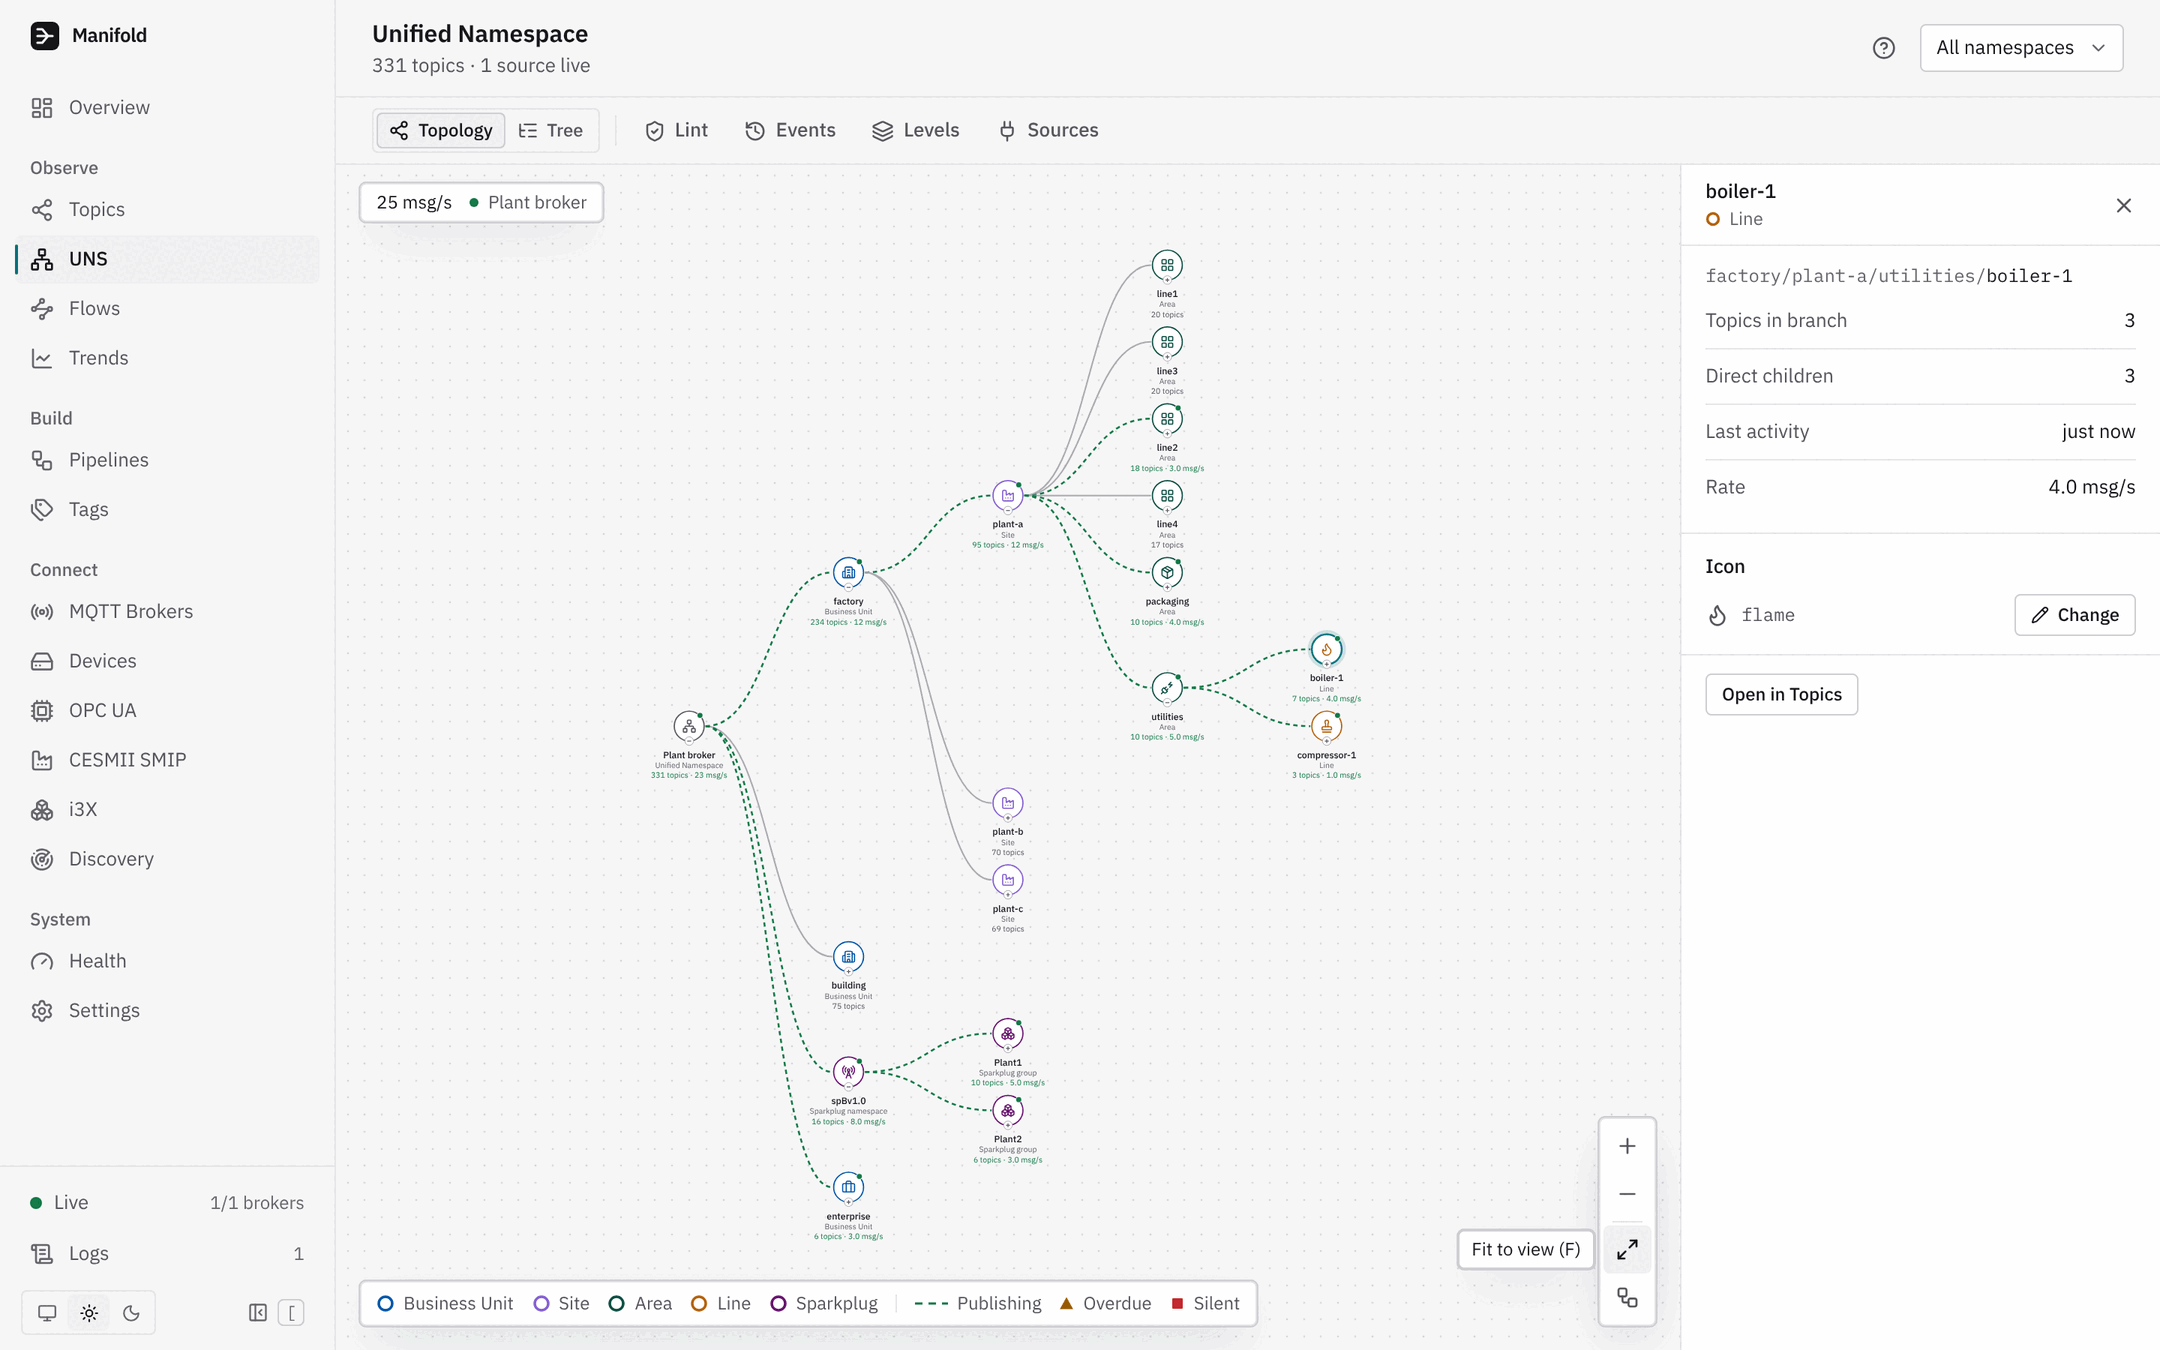 Manifold
Overview
Observe
Topics
UNS
Flows
Trends
Build
Pipelines
Tags
Connect
MQTT Brokers
Devices
OPC UA
CESMII SMIP
i3X
Discovery
System
Health
Settings
Live 1/1 brokers
Logs 1
[
Unified Namespace
331 topics · 1 source live
All namespaces
Topology
Tree
Lint
Events
Levels
Sources
25 msg/s
Plant broker
line1
Area
20 topics
line3
Area
20 topics
line2
Area
18 topics · 3.0 msg/s
plant-a
Site
95 topics · 12 msg/s
line4
Area
17 topics
factory
Business Unit
234 topics · 12 msg/s
packaging
Area
10 topics · 4.0 msg/s
boiler-1
Line
7 topics · 4.0 msg/s
utilities
Area
10 topics · 5.0 msg/s
Plant broker
Unified Namespace
331 topics · 23 msg/s
compressor-1
Line
3 topics · 1.0 msg/s
plant-b
Site
70 topics
plant-c
Site
69 topics
building
Business Unit
75 topics
Plant1
Sparkplug group
10 topics · 5.0 msg/s
spBv1.0
Sparkplug namespace
16 topics · 8.0 msg/s
Plant2
Sparkplug group
6 topics · 3.0 msg/s
enterprise
Business Unit
6 topics · 3.0 msg/s
Fit to view (F)
Business Unit
Site
Area
Line
Sparkplug
Publishing
Overdue
Silent
boiler-1
Line
factory/plant-a/utilities/boiler-1
Topics in branch 3
Direct children 3
Last activity just now
Rate 4.0 msg/s
Icon
flame
Change
Open in Topics